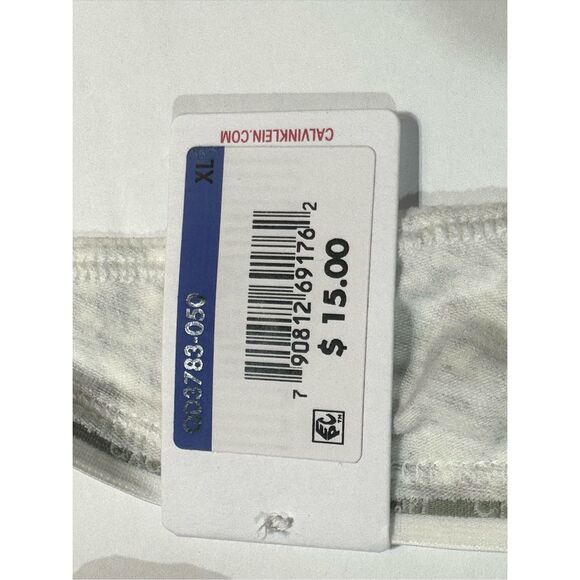 CALVINKLEIN.COM
XL
QD3783-050
7 90812 69176 2
$ 15.00